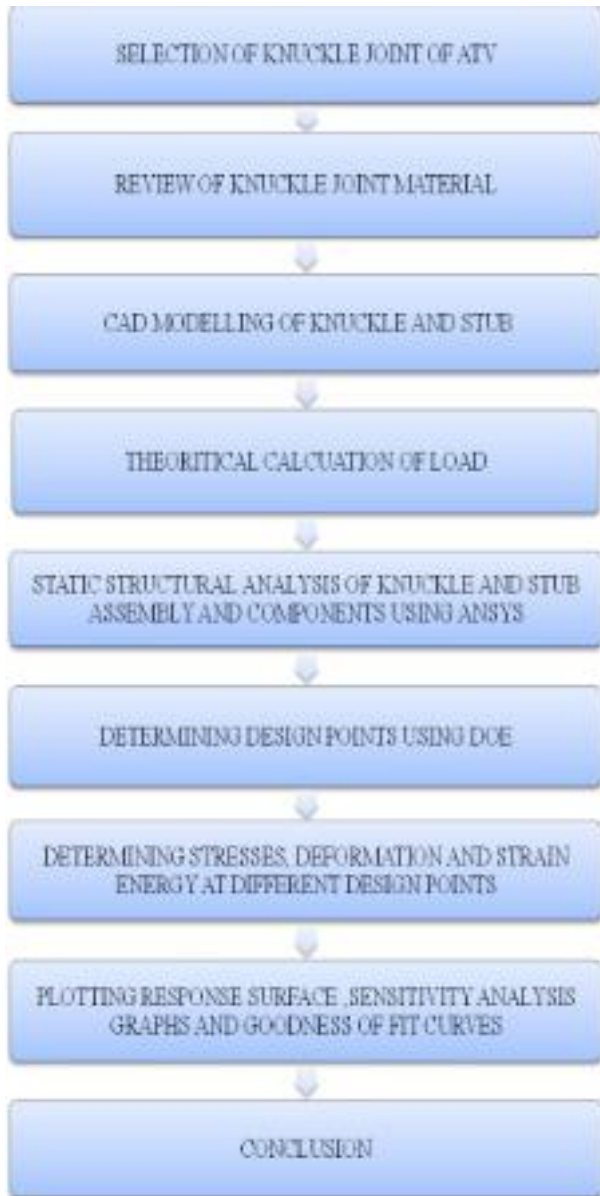 SELECTION OF KNUCKLE JOINT OF ATV
REVIEW OF KNUCKLE JOINT MATERIAL
CAD MODELLING OF KNUCKLE AND STUB
THEORITICAL CALCUATION OF LOAD
STATIC STRUCTURAL ANALYSIS OF KNUCKLE AND STUB
ASSEMBLY AND COMPONENTS USING ANSYS
DETERMINING DESIGN POINTS USING DOE
DETERMINING STRESSES, DEFORMATION AND STRAIN
ENERGY AT DIFFERENT DESIGN POINTS
PLOTTING RESPONSE SURFACE ,SENSITIVITY ANALYSIS
GRAPHS AND GOODNESS OF FIT CURVES
CONCLUSION